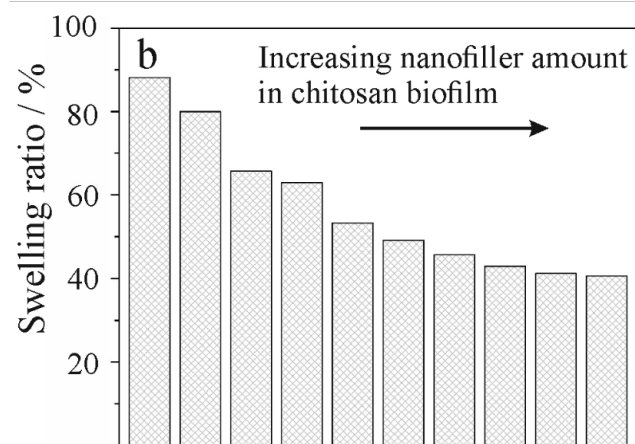 100
80
60
40
20
Swelling ratio / %
b
Increasing nanofiller amount
in chitosan biofilm